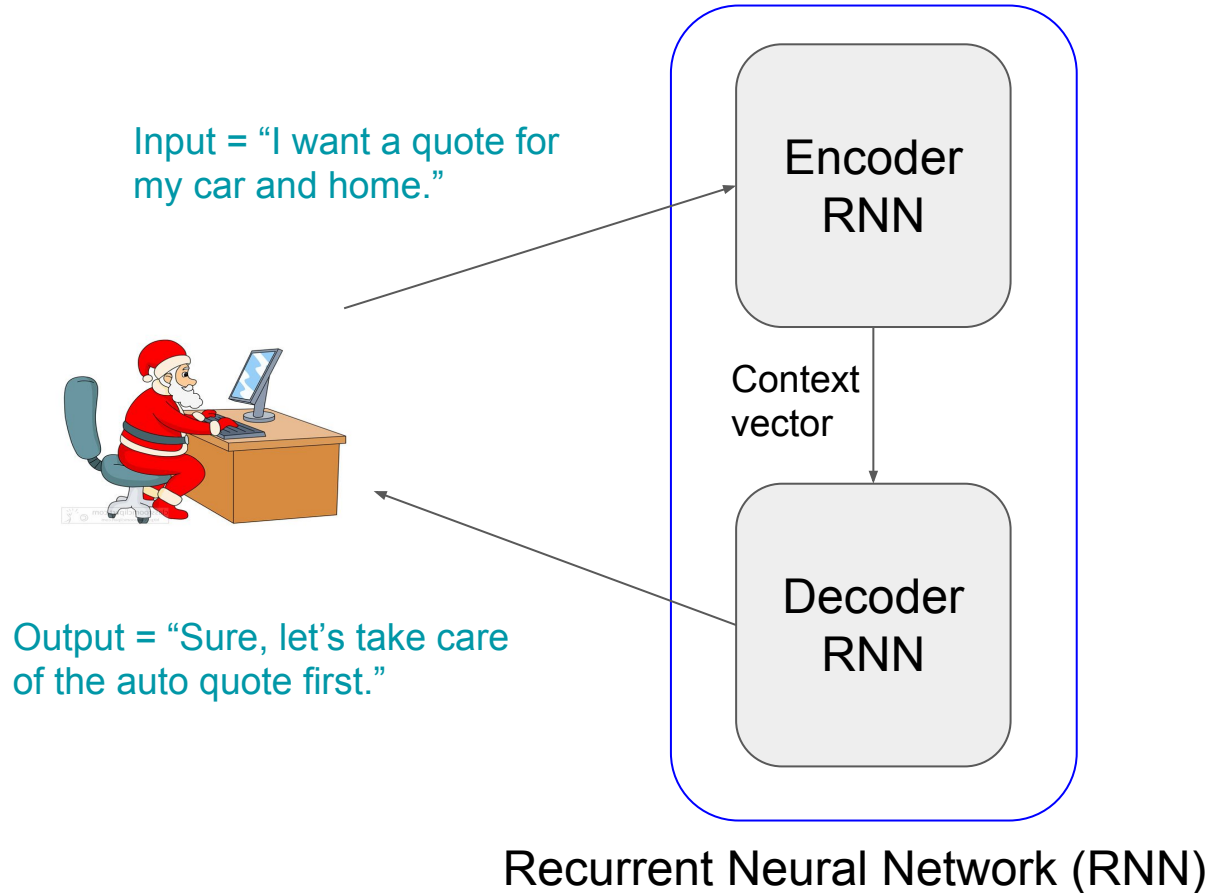 Input = “I want a quote for
my car and home.”
Encoder
RNN
Context
vector
Decoder
RNN
Output = “Sure, let’s take care
of the auto quote first.”
Recurrent Neural Network (RNN)